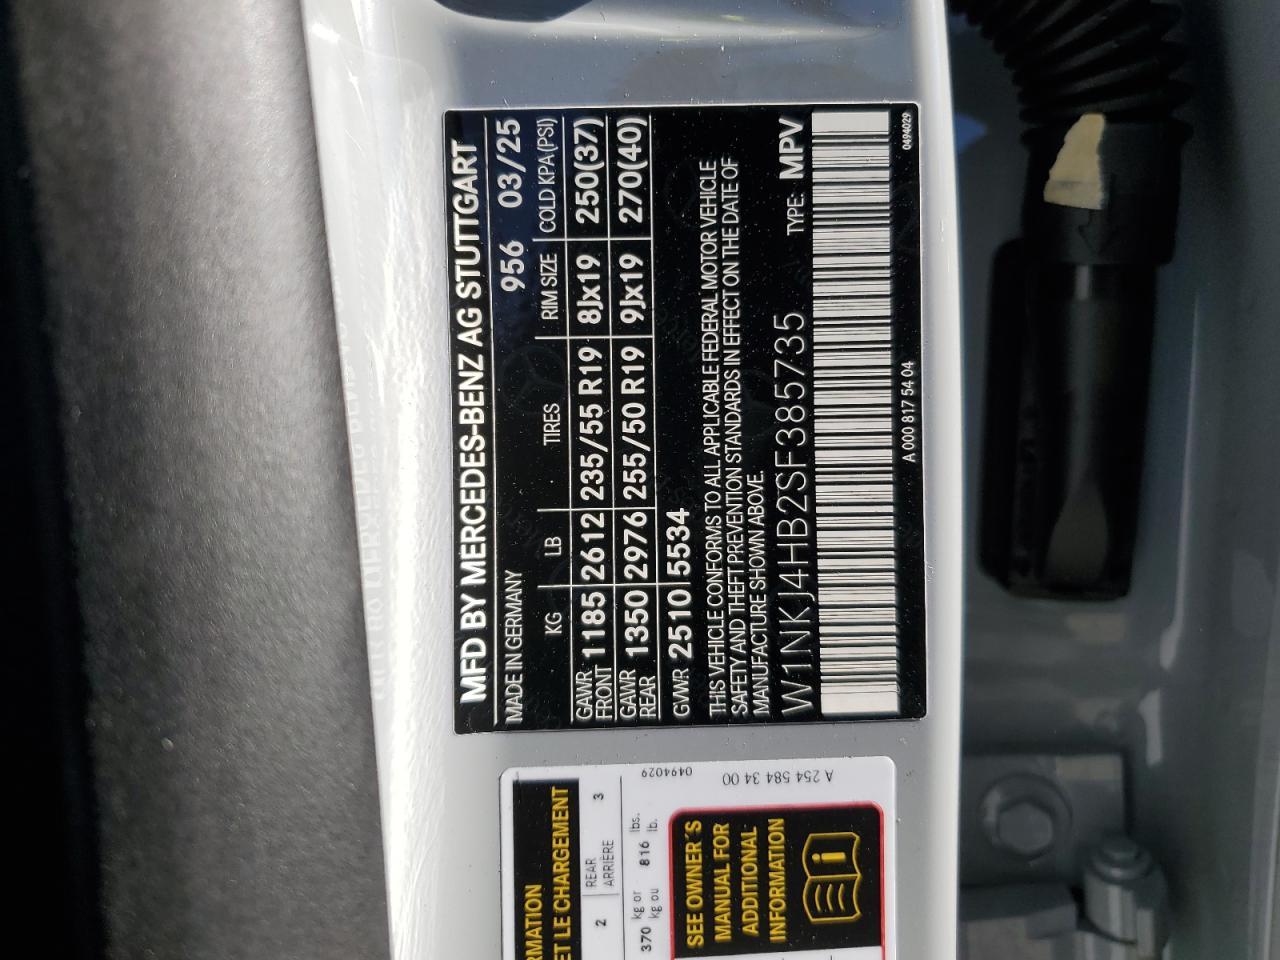 MFD BY MERCEDES-BENZ AG STUTTGART
MADE IN GERMANY 956 03/25
KG LB TIRES RIM SIZE COLD KPA(PSI)
GAWR FRONT 1185 2612 235/55 R19 8Jx19 250(37)
GAWR REAR 1350 2976 255/50 R19 9Jx19 270(40)
GVWR 2510 5534
THIS VEHICLE CONFORMS TO ALL APPLICABLE FEDERAL MOTOR VEHICLE
SAFETY AND THEFT PREVENTION STANDARDS IN EFFECT ON THE DATE OF
MANUFACTURE SHOWN ABOVE.
W1NKJ4HB2SF385735 TYPE: MPV
A 000 817 54 04 0494029
A 254 584 34 00 0494029
RMATION
ET LE CHARGEMENT
2 REAR ARRIÈRE 3
370 kg or kg ou 816 lbs. lb.
SEE OWNER'S
MANUAL FOR
ADDITIONAL
INFORMATION